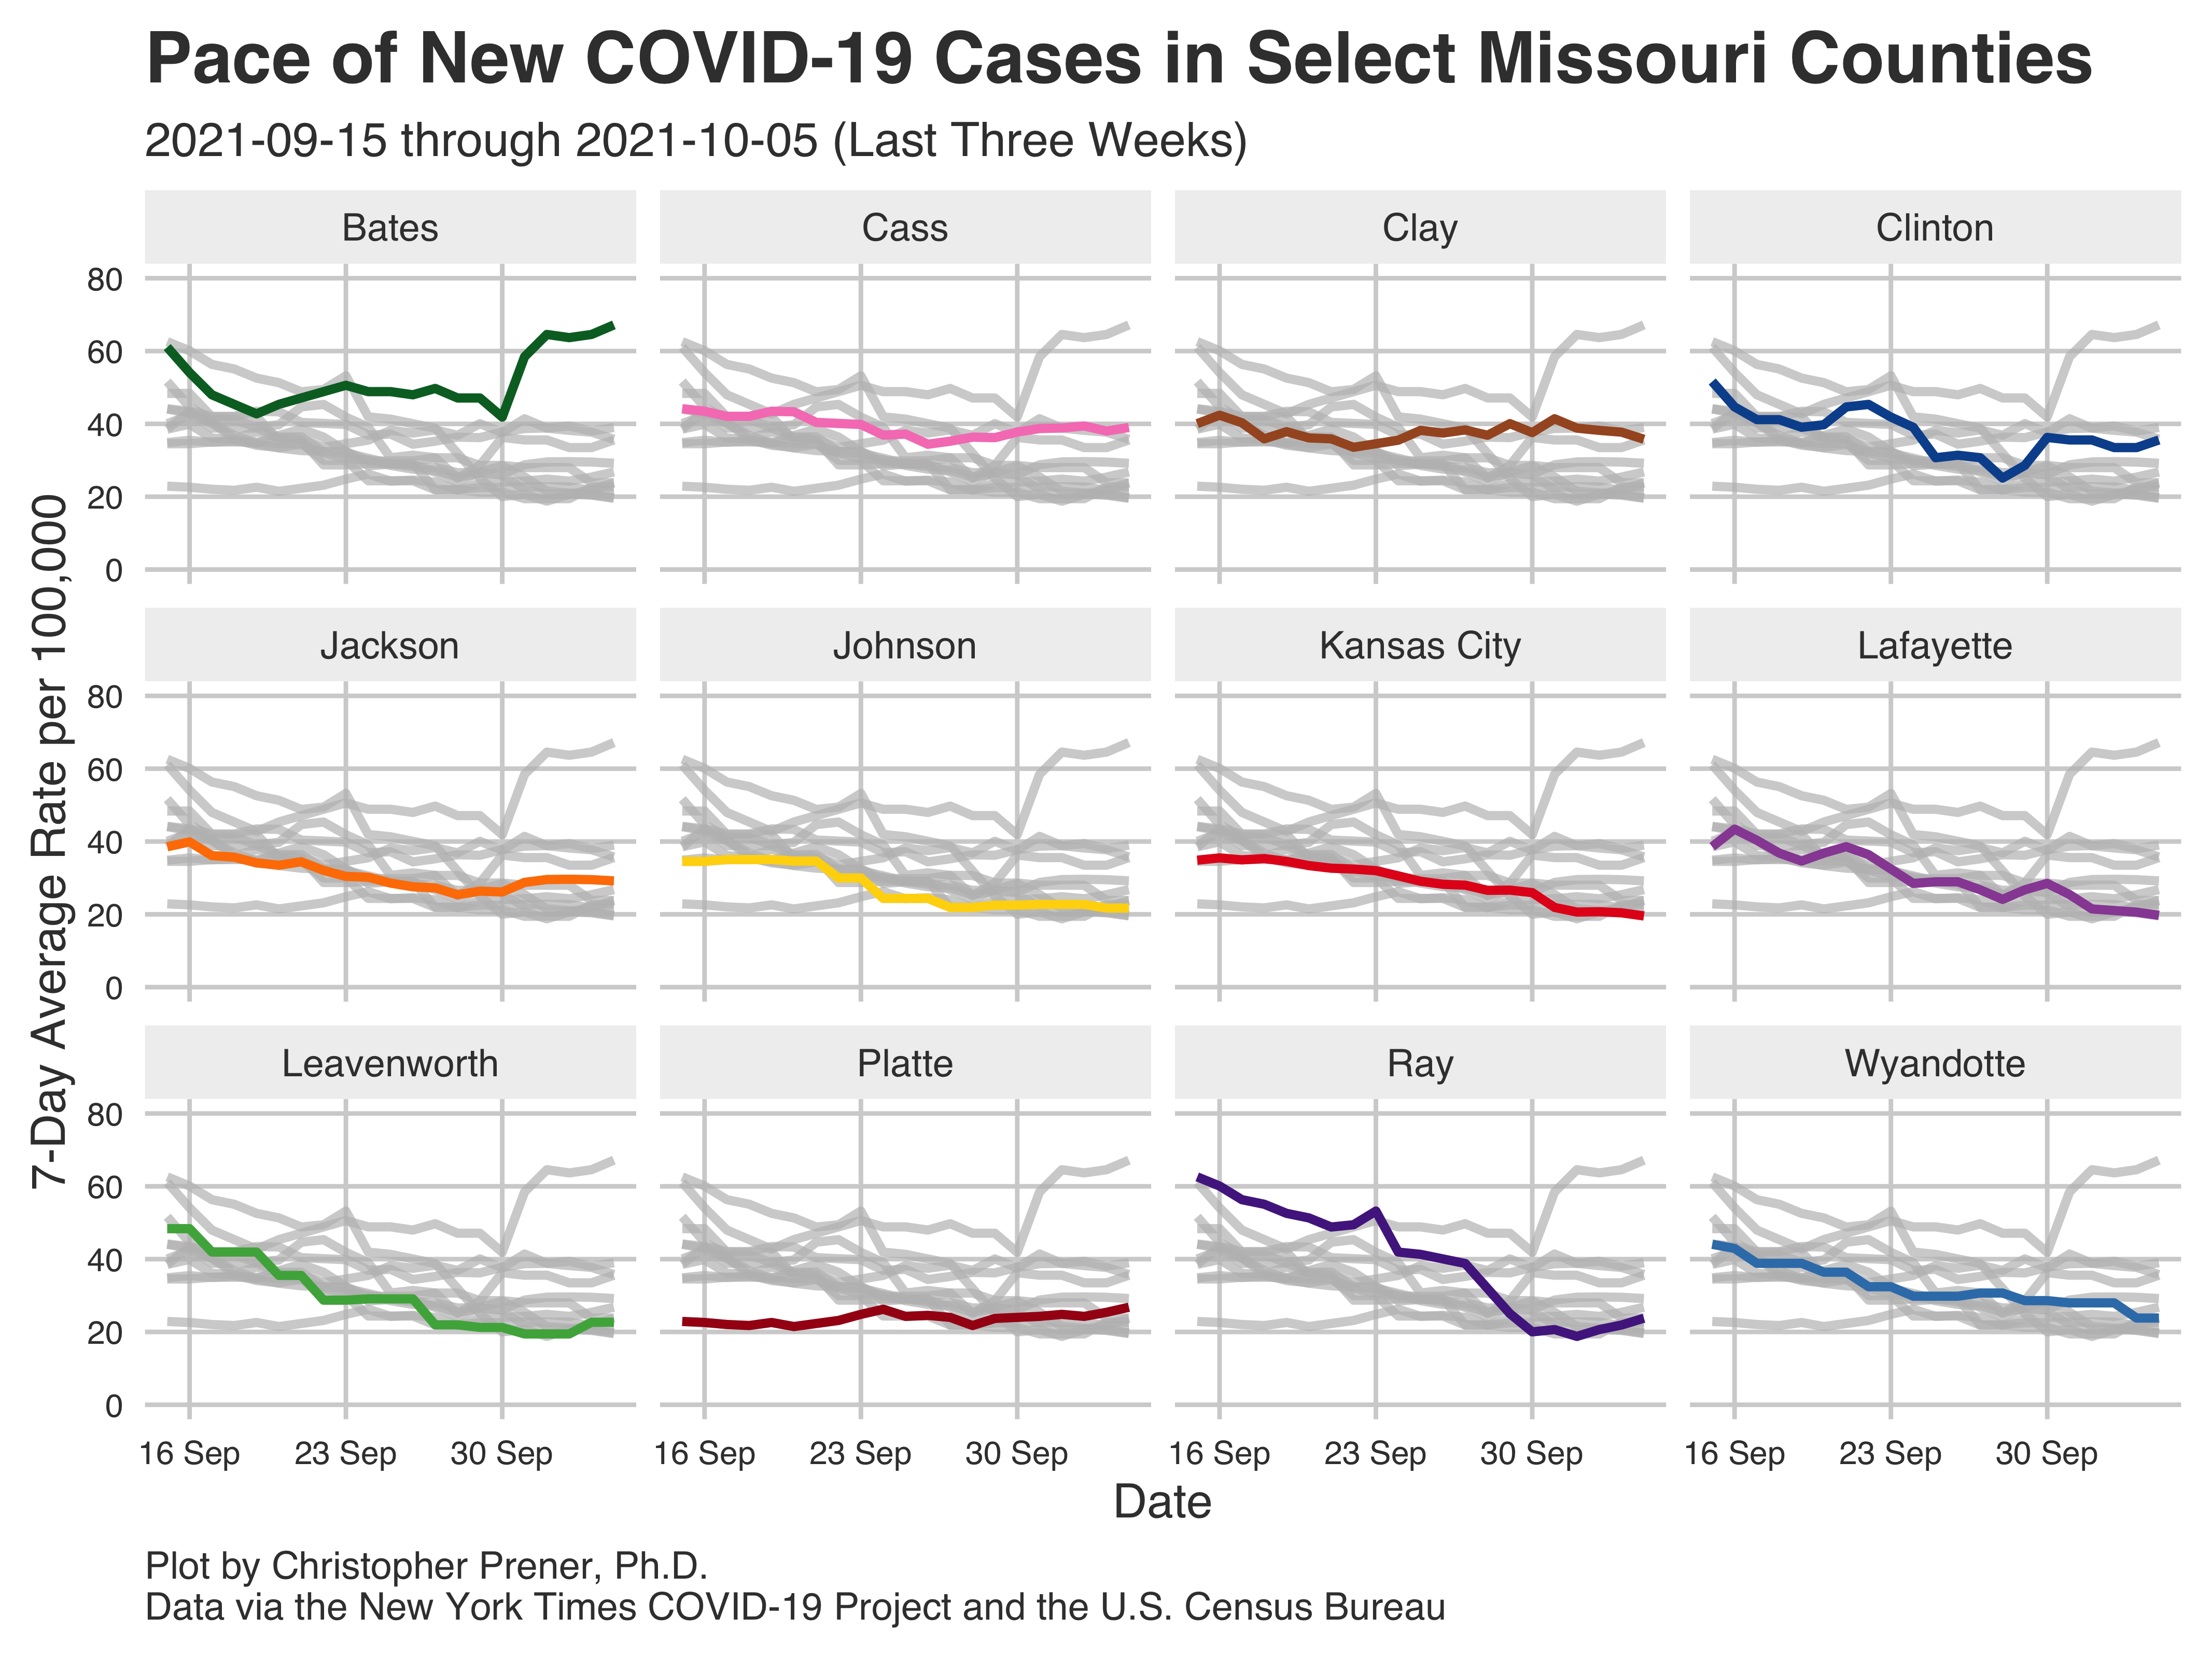 Pace of New COVID-19 Cases in Select Missouri Counties
2021-09-15 through 2021-10-05 (Last Three Weeks)
Bates
Cass
Clay
Clinton
80
60
40
20
0
Jackson
Johnson
Kansas City
Lafayette
80
60
40
20
0
Leavenworth
Platte
Ray
Wyandotte
80
60
40
20
0
7-Day Average Rate per 100,000
16 Sep 23 Sep 30 Sep
16 Sep 23 Sep 30 Sep
16 Sep 23 Sep 30 Sep
16 Sep 23 Sep 30 Sep
Date
Plot by Christopher Prener, Ph.D.
Data via the New York Times COVID-19 Project and the U.S. Census Bureau